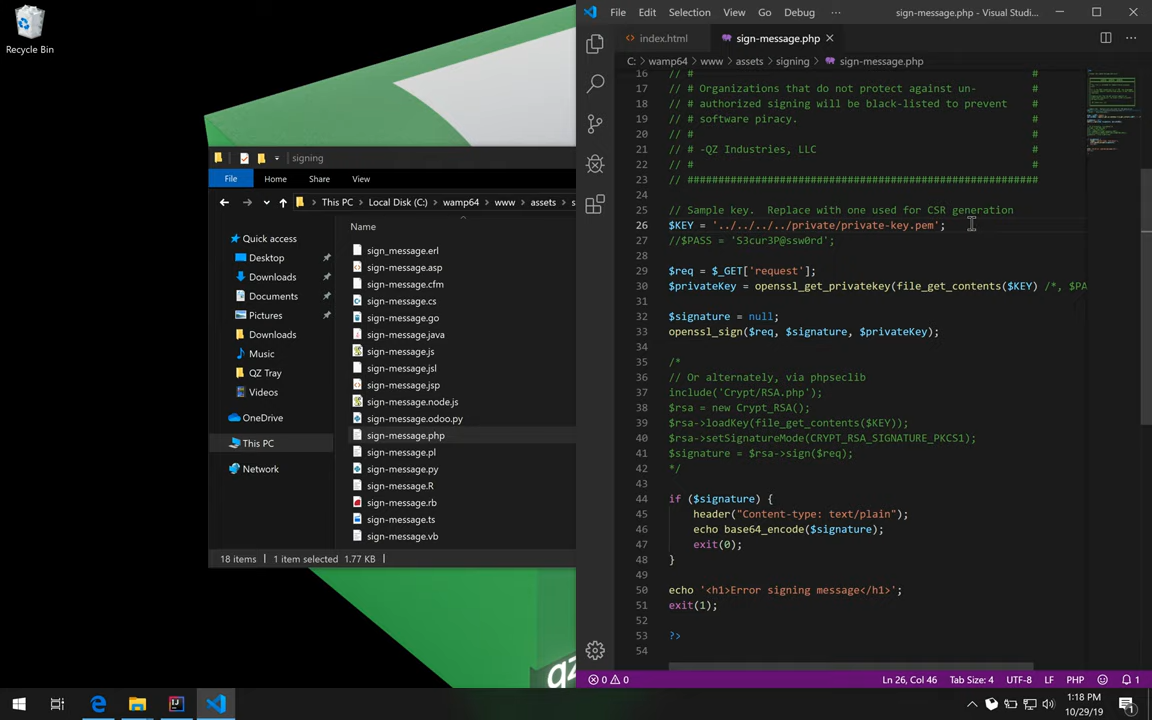 Recycle Bin
signing
File Home Share View
This PC Local Disk (C:) wamp64 www assets s
Quick access
Desktop
Downloads
Documents
Pictures
Downloads
Music
QZ Tray
Videos
OneDrive
This PC
Network
Name
sign_message.erl
sign-message.asp
sign-message.cfm
sign-message.cs
sign-message.go
sign-message.java
sign-message.js
sign-message.jsl
sign-message.jsp
sign-message.node.js
sign-message.odoo.py
sign-message.php
sign-message.pl
sign-message.py
sign-message.R
sign-message.rb
sign-message.ts
sign-message.vb
18 items 1 item selected 1.77 KB
qz
File Edit Selection View Go Debug ··· sign-message.php - Visual Studi...
index.html sign-message.php
C: > wamp64 > www > assets > signing > sign-message.php
16 // # #
17 // # Organizations that do not protect against un- #
18 // # authorized signing will be black-listed to prevent #
19 // # software piracy. #
20 // # #
21 // # -QZ Industries, LLC #
22 // # #
23 // ##########################################################
24
25 // Sample key. Replace with one used for CSR generation
26 $KEY = '../../../../private/private-key.pem';
27 //$PASS = 'S3cur3P@ssw0rd';
28
29 $req = $_GET['request'];
30 $privateKey = openssl_get_privatekey(file_get_contents($KEY) /*, $PA
31
32 $signature = null;
33 openssl_sign($req, $signature, $privateKey);
34
35 /*
36 // Or alternately, via phpseclib
37 include('Crypt/RSA.php');
38 $rsa = new Crypt_RSA();
39 $rsa->loadKey(file_get_contents($KEY));
40 $rsa->setSignatureMode(CRYPT_RSA_SIGNATURE_PKCS1);
41 $signature = $rsa->sign($req);
42 */
43
44 if ($signature) {
45 header("Content-type: text/plain");
46 echo base64_encode($signature);
47 exit(0);
48 }
49
50 echo '<h1>Error signing message</h1>';
51 exit(1);
52
53 ?>
54
0 0 Ln 26, Col 46 Tab Size: 4 UTF-8 LF PHP 1
1:18 PM
10/29/19
1